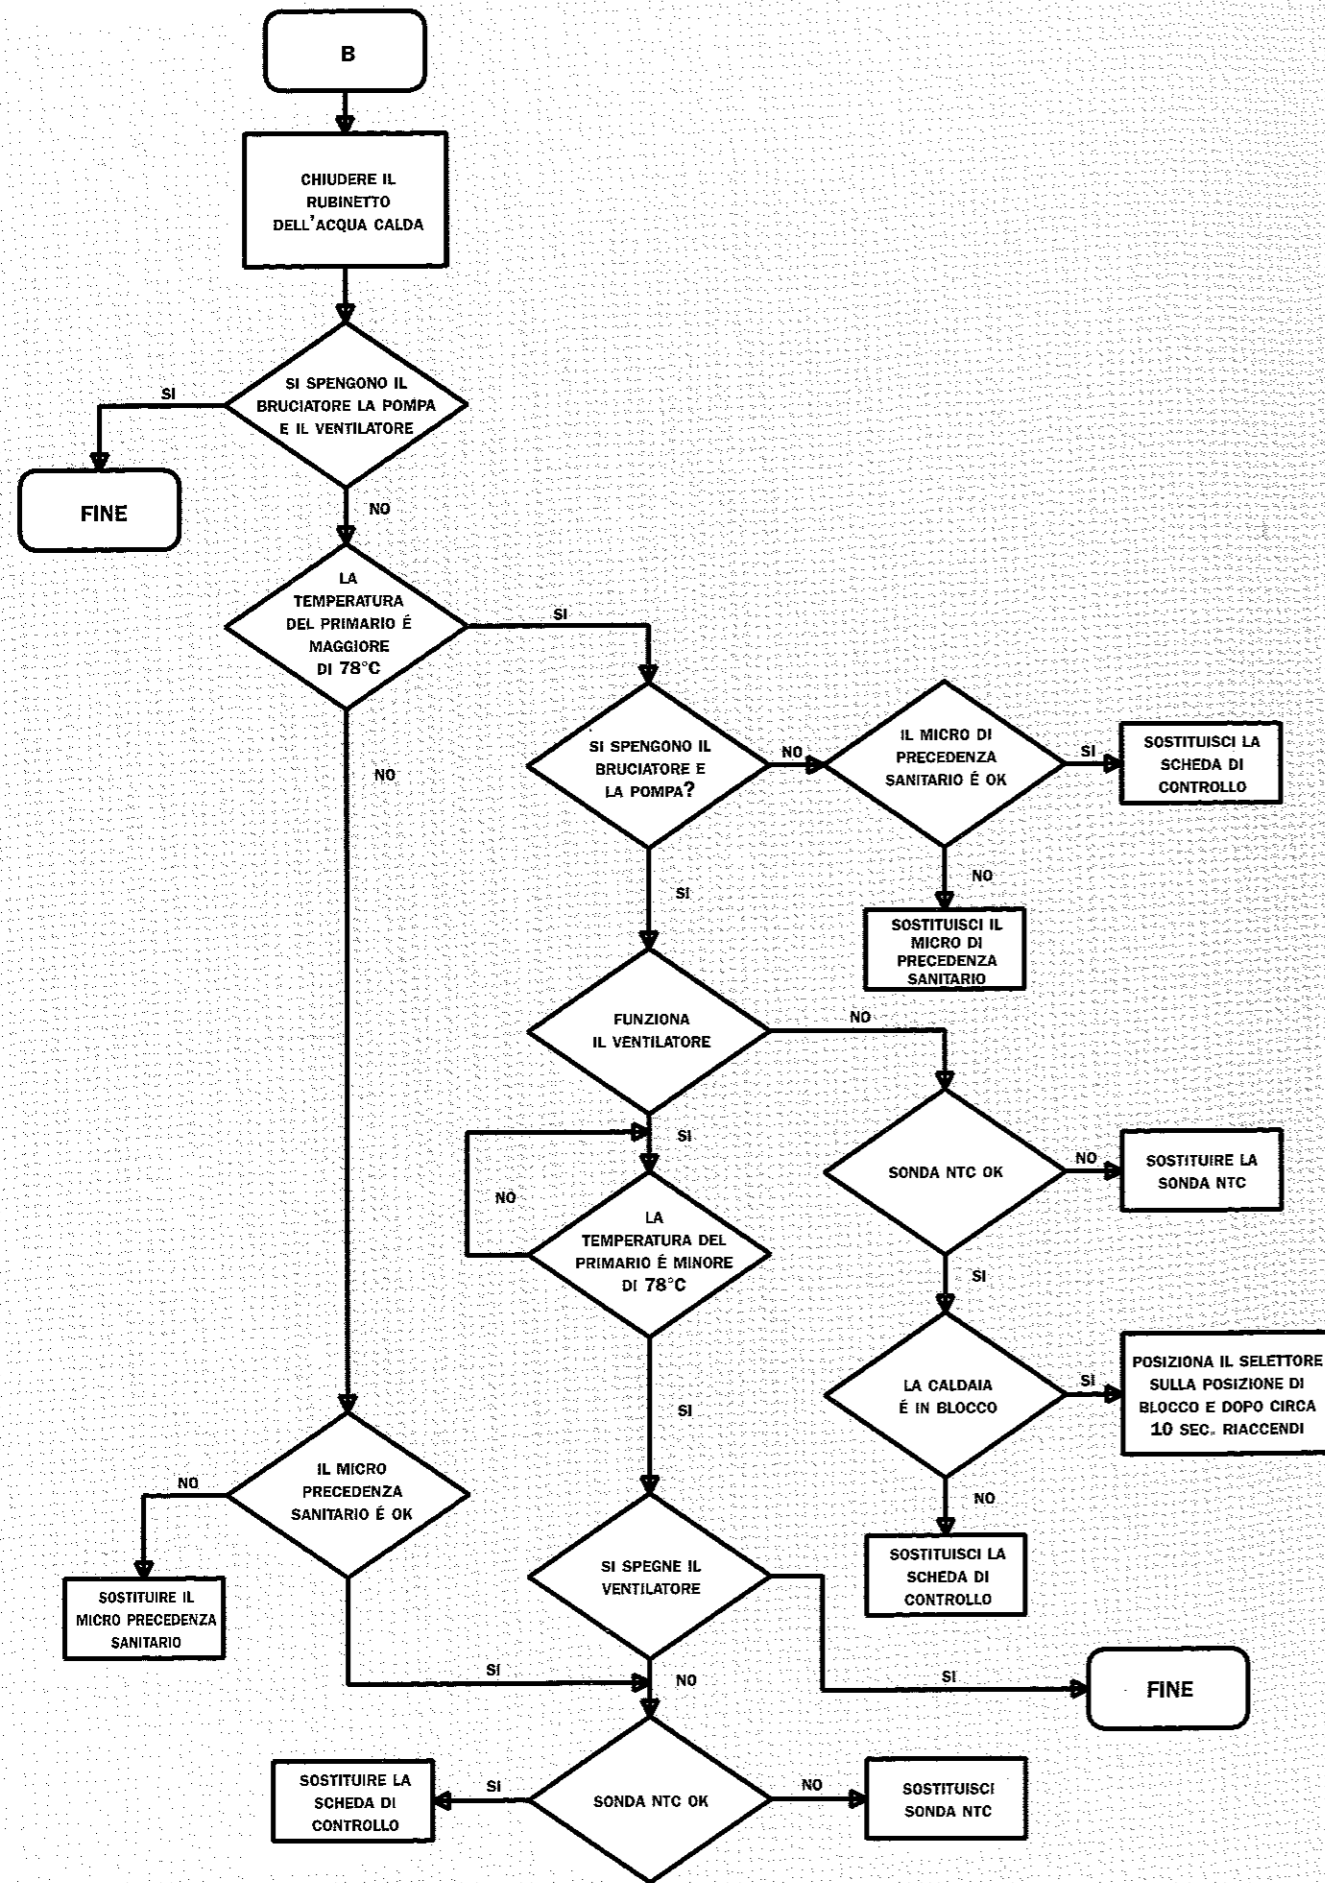 B
CHIUDERE IL
RUBINETTO
DELL'ACQUA CALDA
SI SPENGONO IL
BRUCIATORE LA POMPA
E IL VENTILATORE
SI
FINE
NO
LA
TEMPERATURA
DEL PRIMARIO É
MAGGIORE
DI 78°C
SI
NO
SI SPENGONO IL
BRUCIATORE E
LA POMPA?
NO
IL MICRO DI
PRECEDENZA
SANITARIO É OK
SI
SOSTITUISCI LA
SCHEDA DI
CONTROLLO
NO
SOSTITUISCI IL
MICRO DI
PRECEDENZA
SANITARIO
SI
FUNZIONA
IL VENTILATORE
NO
SI
NO
LA
TEMPERATURA DEL
PRIMARIO É MINORE
DI 78°C
SONDA NTC OK
NO
SOSTITUIRE LA
SONDA NTC
SI
LA CALDAIA
É IN BLOCCO
SI
POSIZIONA IL SELETTORE
SULLA POSIZIONE DI
BLOCCO E DOPO CIRCA
10 SEC. RIACCENDI
NO
SOSTITUISCI LA
SCHEDA DI
CONTROLLO
SI
IL MICRO
PRECEDENZA
SANITARIO É OK
NO
SOSTITUIRE IL
MICRO PRECEDENZA
SANITARIO
SI SPEGNE IL
VENTILATORE
SI
NO
SI
FINE
SONDA NTC OK
SI
SOSTITUIRE LA
SCHEDA DI
CONTROLLO
NO
SOSTITUISCI
SONDA NTC